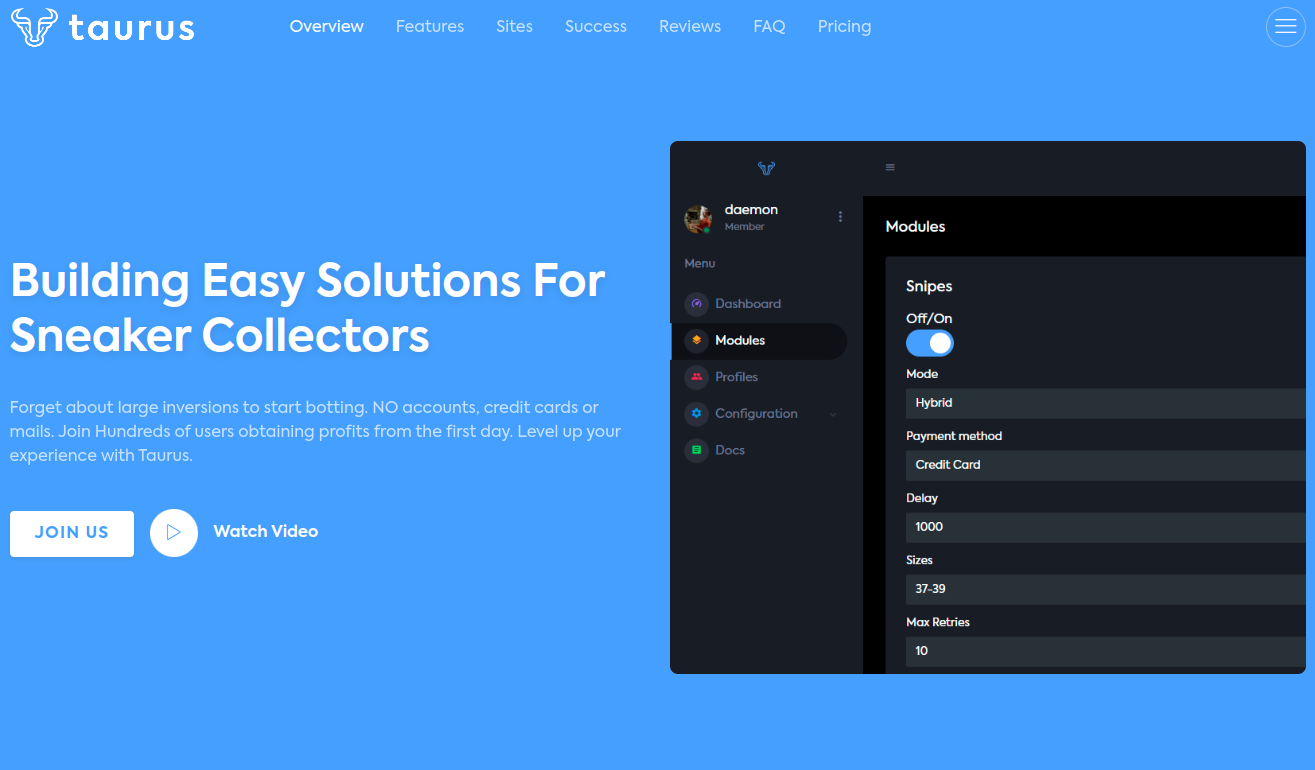 taurus
Overview Features Sites Success Reviews FAQ Pricing
Building Easy Solutions For
Sneaker Collectors
Forget about large inversions to start botting. NO accounts, credit cards or
mails. Join Hundreds of users obtaining profits from the first day. Level up your
experience with Taurus.
JOIN US
Watch Video
daemon
Member
Menu
Dashboard
Modules
Profiles
Configuration
Docs
Modules
Snipes
Off/On
Mode
Hybrid
Payment method
Credit Card
Delay
1000
Sizes
37-39
Max Retries
10